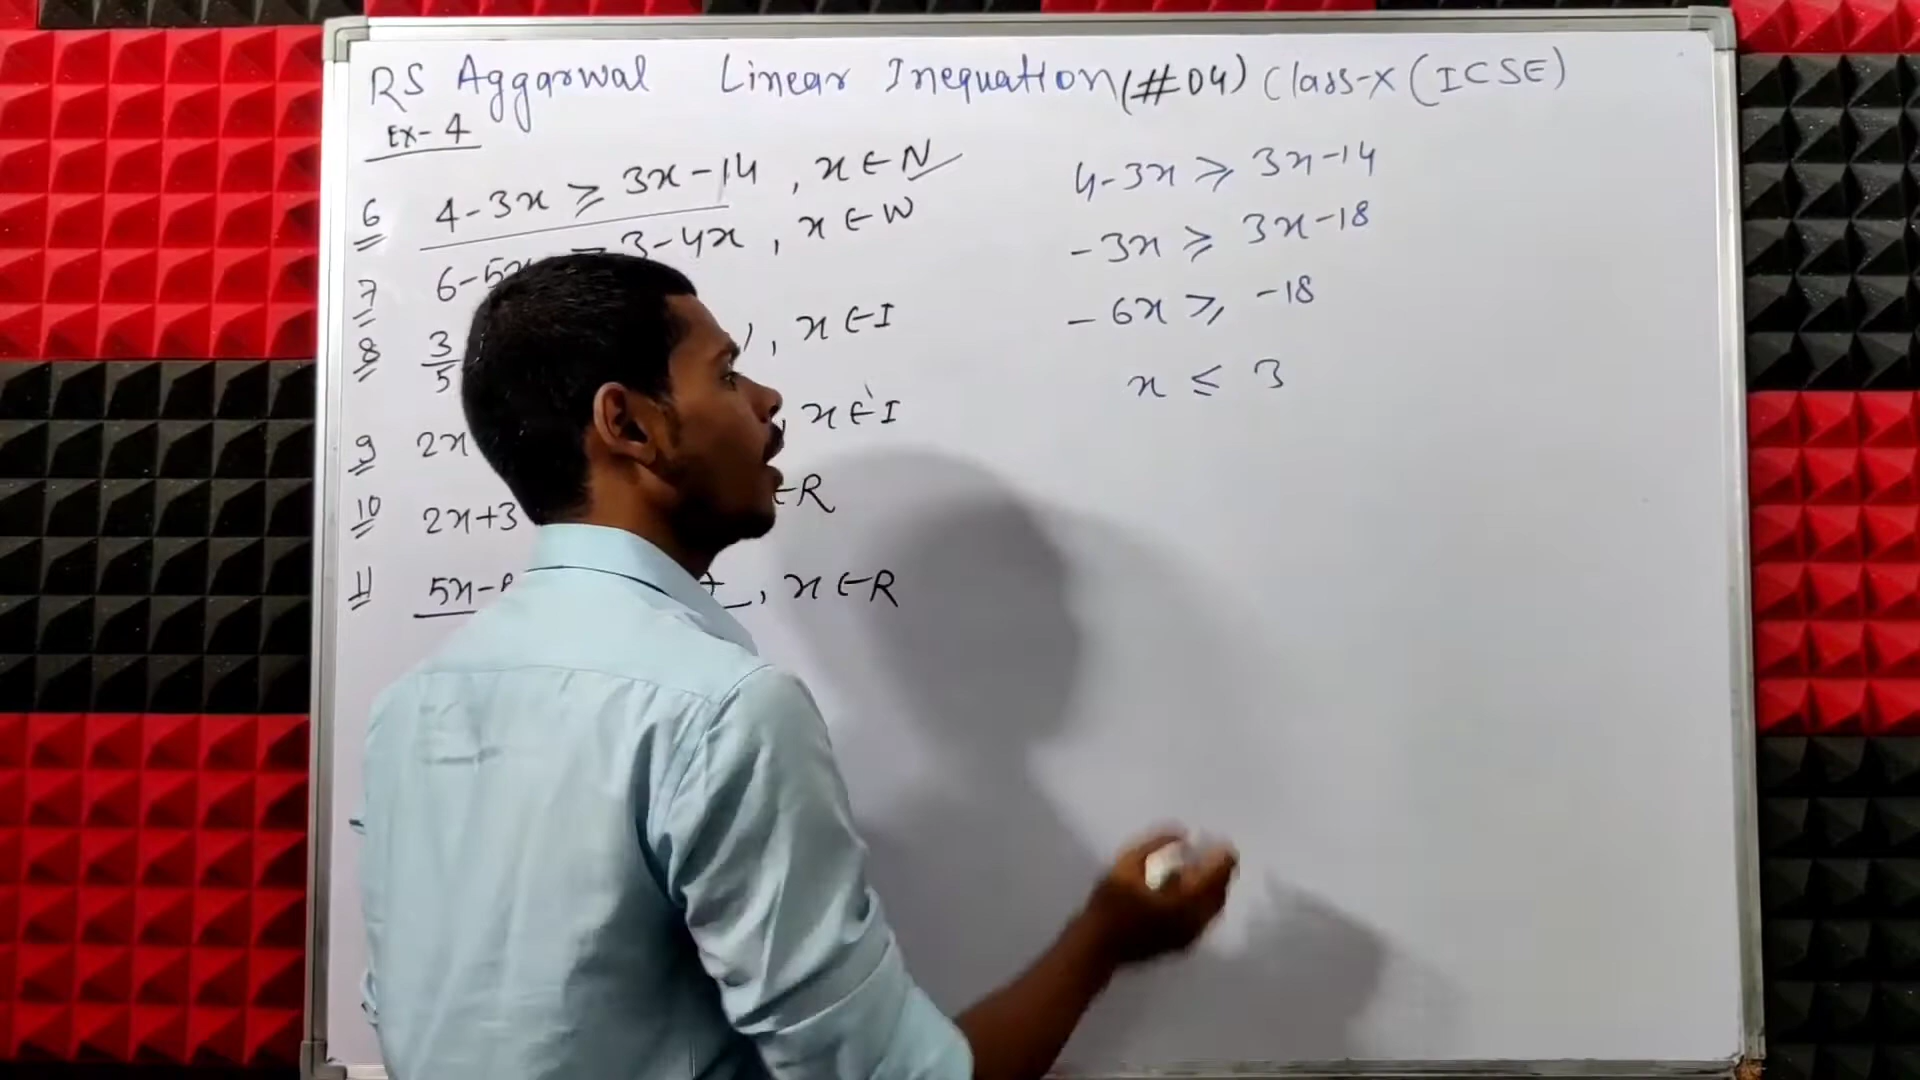 RS Aggarwal Linear Inequation (#04) Class-X (ICSE)
Ex-4
6 4-3x ≥ 3x-14, x∈N
7 6-5x 3-4x, x∈W
8 3/5 , x∈I
9 2x , x∈I
10 2x+3 ∈R
11 5x- , x∈R
4-3x ≥ 3x-14
-3x ≥ 3x-18
-6x ≥ -18
x ≤ 3